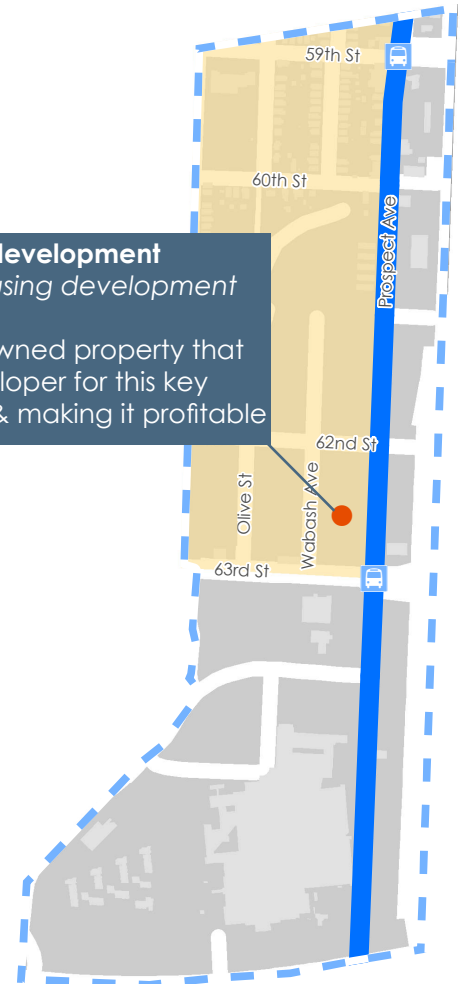 59th St
60th St
Prospect Ave
development
using development
owned property that
loper for this key
& making it profitable
62nd St
Olive St
Wabash Ave
63rd St